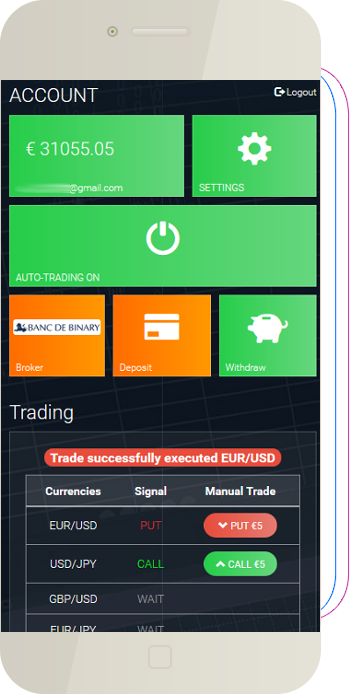 ACCOUNT
Logout
€ 31055.05
@gmail.com
SETTINGS
AUTO-TRADING ON
BANC DE BINARY
Broker
Deposit
Withdraw
Trading
Trade successfully executed EUR/USD
Currencies Signal Manual Trade
EUR/USD PUT PUT €5
USD/JPY CALL CALL €5
GBP/USD WAIT
EUR/JPY WAIT